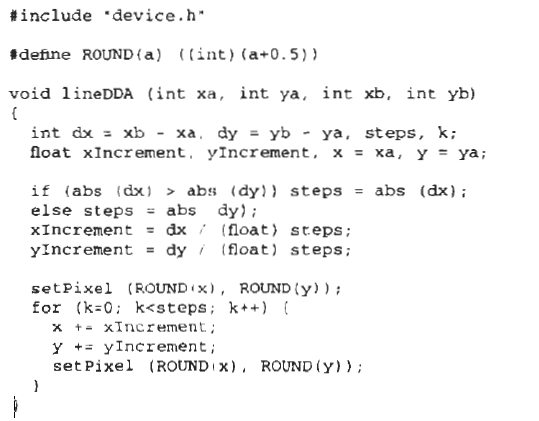 #include "device.h"
#define ROUND(a) ((int)(a+0.5))
void lineDDA (int xa, int ya, int xb, int yb)
{
int dx = xb - xa, dy = yb - ya, steps, k;
float xIncrement, yIncrement, x = xa, y = ya;
if (abs (dx) > abs (dy)) steps = abs (dx);
else steps = abs dy);
xIncrement = dx / (float) steps;
yIncrement = dy / (float) steps;
setPixel (ROUND(x), ROUND(y));
for (k=0; k<steps; k++) {
x += xIncrement;
y += yIncrement;
setPixel (ROUND(x), ROUND(y));
}
}